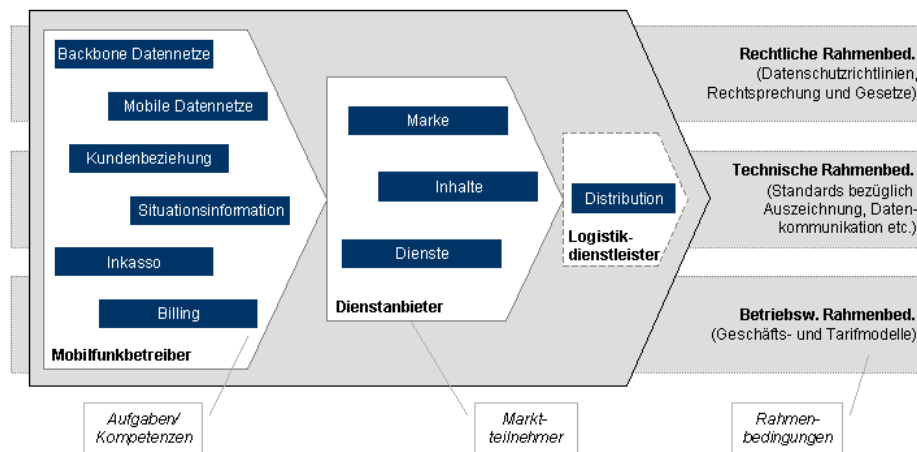 Backbone Datennetze
Mobile Datennetze
Kundenbeziehung
Situationsinformation
Inkasso
Billing
Mobilfunkbetreiber
Marke
Inhalte
Dienste
Dienstanbieter
Distribution
Logistik-
dienstleister
Rechtliche Rahmenbed.
(Datenschutzrichtlinien,
Rechtsprechung und Gesetze)
Technische Rahmenbed.
(Standards bezüglich
Auszeichnung, Daten-
kommunikation etc.)
Betriebsw. Rahmenbed.
(Geschäfts- und Tarifmodelle)
Aufgaben/
Kompetenzen
Markt-
teilnehmer
Rahmen-
bedingungen